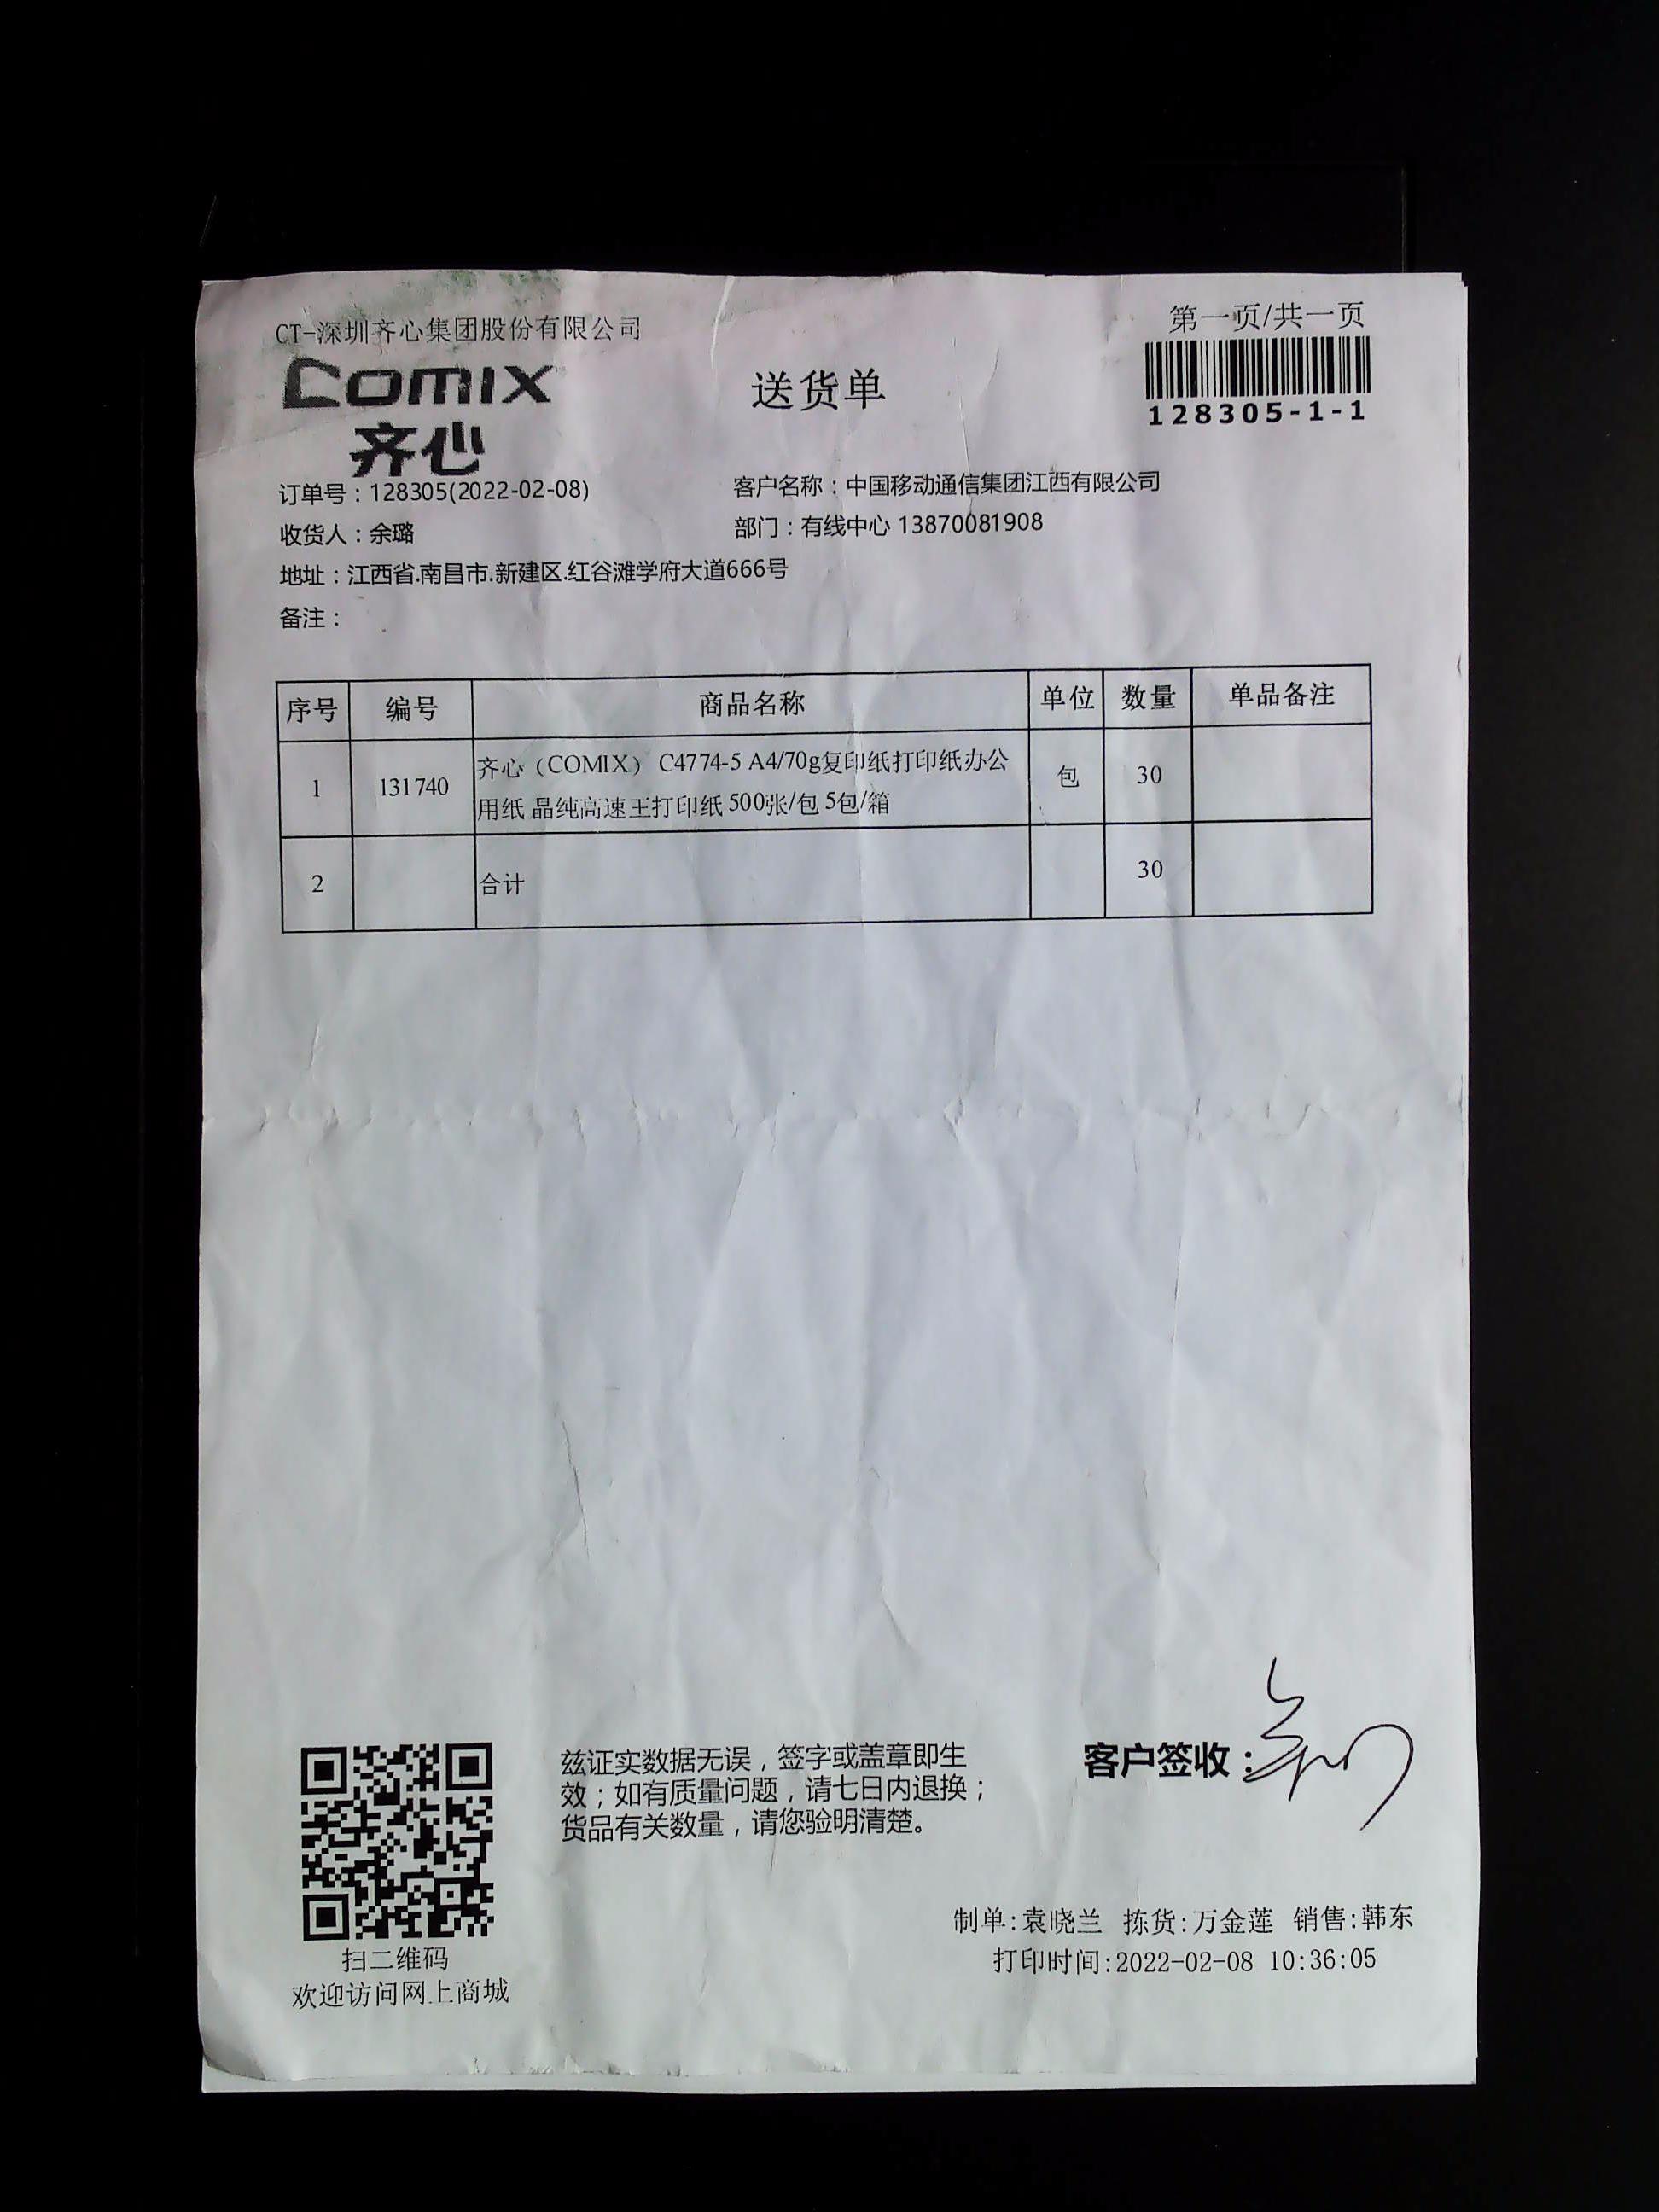 CT-深圳齐心集团股份有限公司
第一页/共一页
comix
齐心
送货单
128305-1-1
订单号：128305(2022-02-08)
客户名称：中国移动通信集团江西有限公司
收货人：余璐
部门：有线中心 13870081908
地址：江西省.南昌市.新建区.红谷滩学府大道666号
备注：
序号 编号 商品名称 单位 数量 单品备注
1 131740 齐心（COMIX） C4774-5 A4/70g复印纸打印纸办公 包 30
用纸 晶纯高速王打印纸 500张/包 5包/箱
2 合计 30
兹证实数据无误，签字或盖章即生
效；如有质量问题，请七日内退换；
货品有关数量，请您验明清楚。
客户签收：
扫二维码
欢迎访问网上商城
制单:袁晓兰 拣货:万金莲 销售:韩东
打印时间:2022-02-08 10:36:05